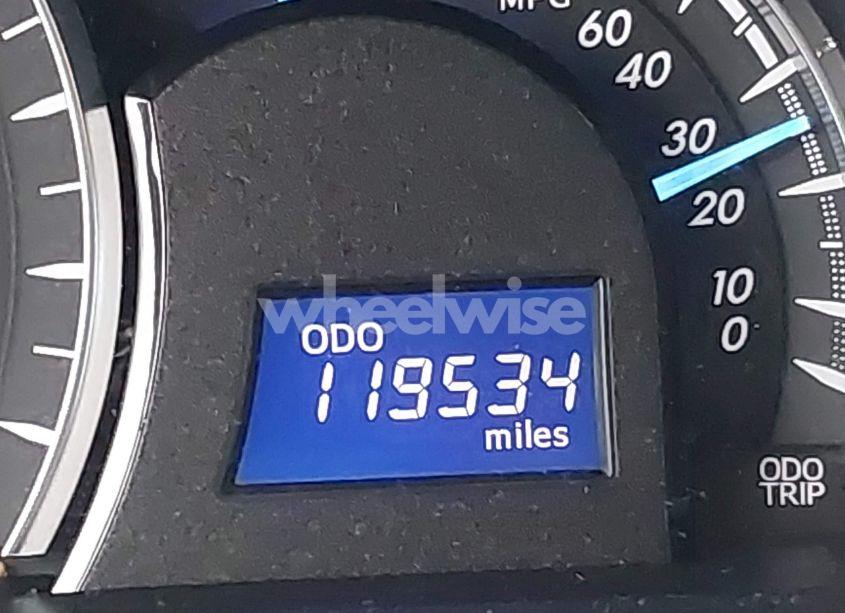 MPG
60
40
30
20
10
0
wheelwise
ODO
119534
miles
ODO
TRIP